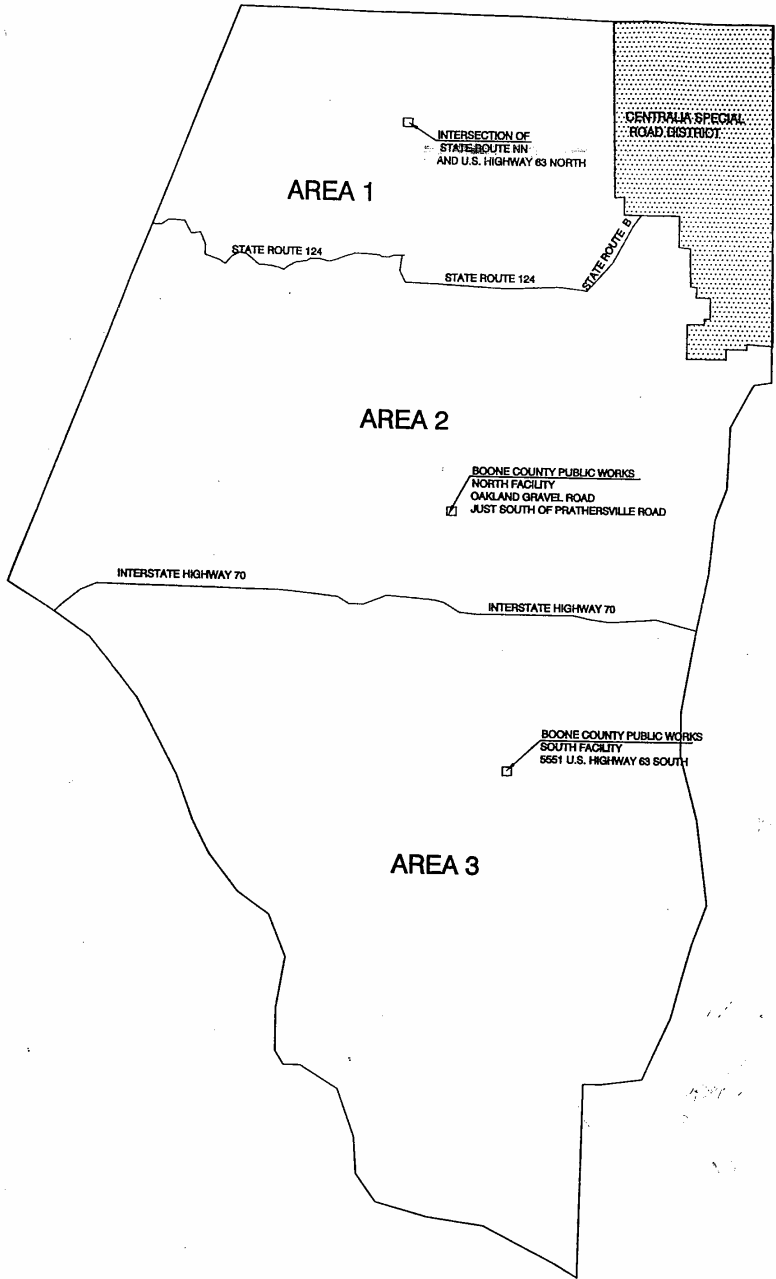 CENTRALIA SPECIAL
ROAD DISTRICT
INTERSECTION OF
STATE ROUTE NN
AND U.S. HIGHWAY 63 NORTH
AREA 1
STATE ROUTE B
STATE ROUTE 124
STATE ROUTE 124
AREA 2
BOONE COUNTY PUBLIC WORKS
NORTH FACILITY
OAKLAND GRAVEL ROAD
JUST SOUTH OF PRATHERSVILLE ROAD
INTERSTATE HIGHWAY 70
INTERSTATE HIGHWAY 70
BOONE COUNTY PUBLIC WORKS
SOUTH FACILITY
5551 U.S. HIGHWAY 63 SOUTH
AREA 3